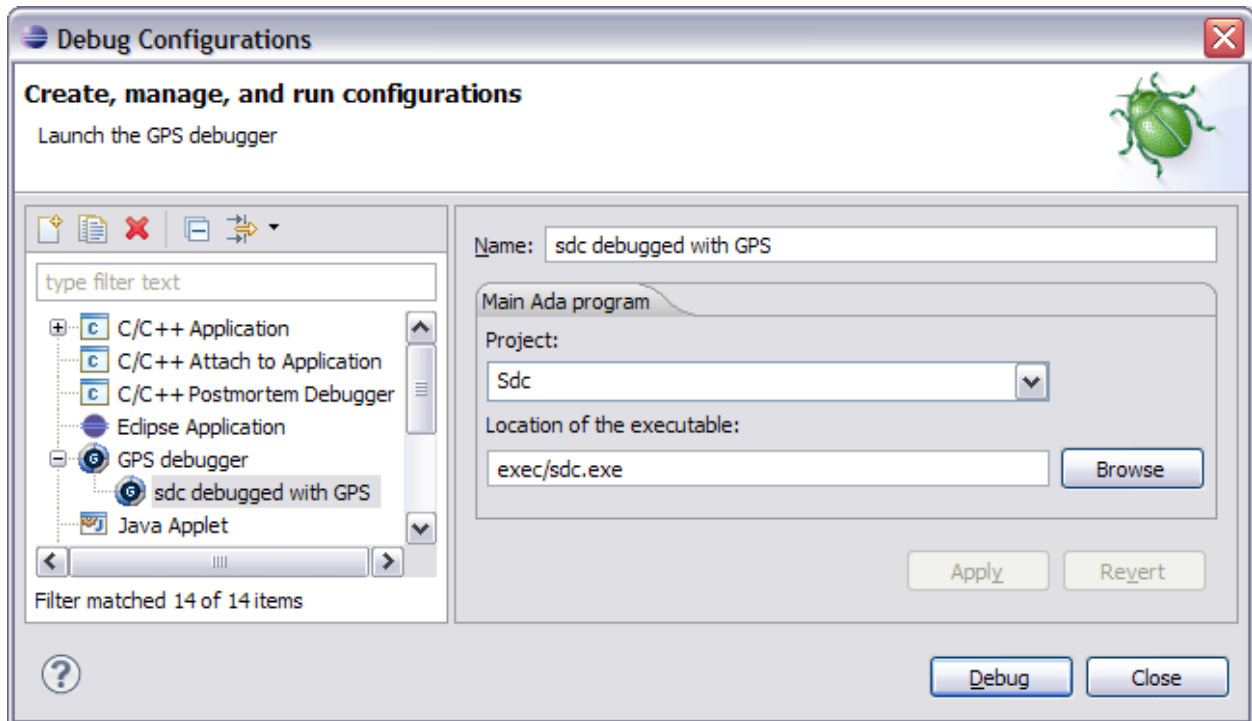 Debug Configurations
Create, manage, and run configurations
Launch the GPS debugger
type filter text
C/C++ Application
C/C++ Attach to Application
C/C++ Postmortem Debugger
Eclipse Application
GPS debugger
sdc debugged with GPS
Java Applet
Filter matched 14 of 14 items
Name: sdc debugged with GPS
Main Ada program
Project:
Sdc
Location of the executable:
exec/sdc.exe Browse
Apply Revert
Debug Close